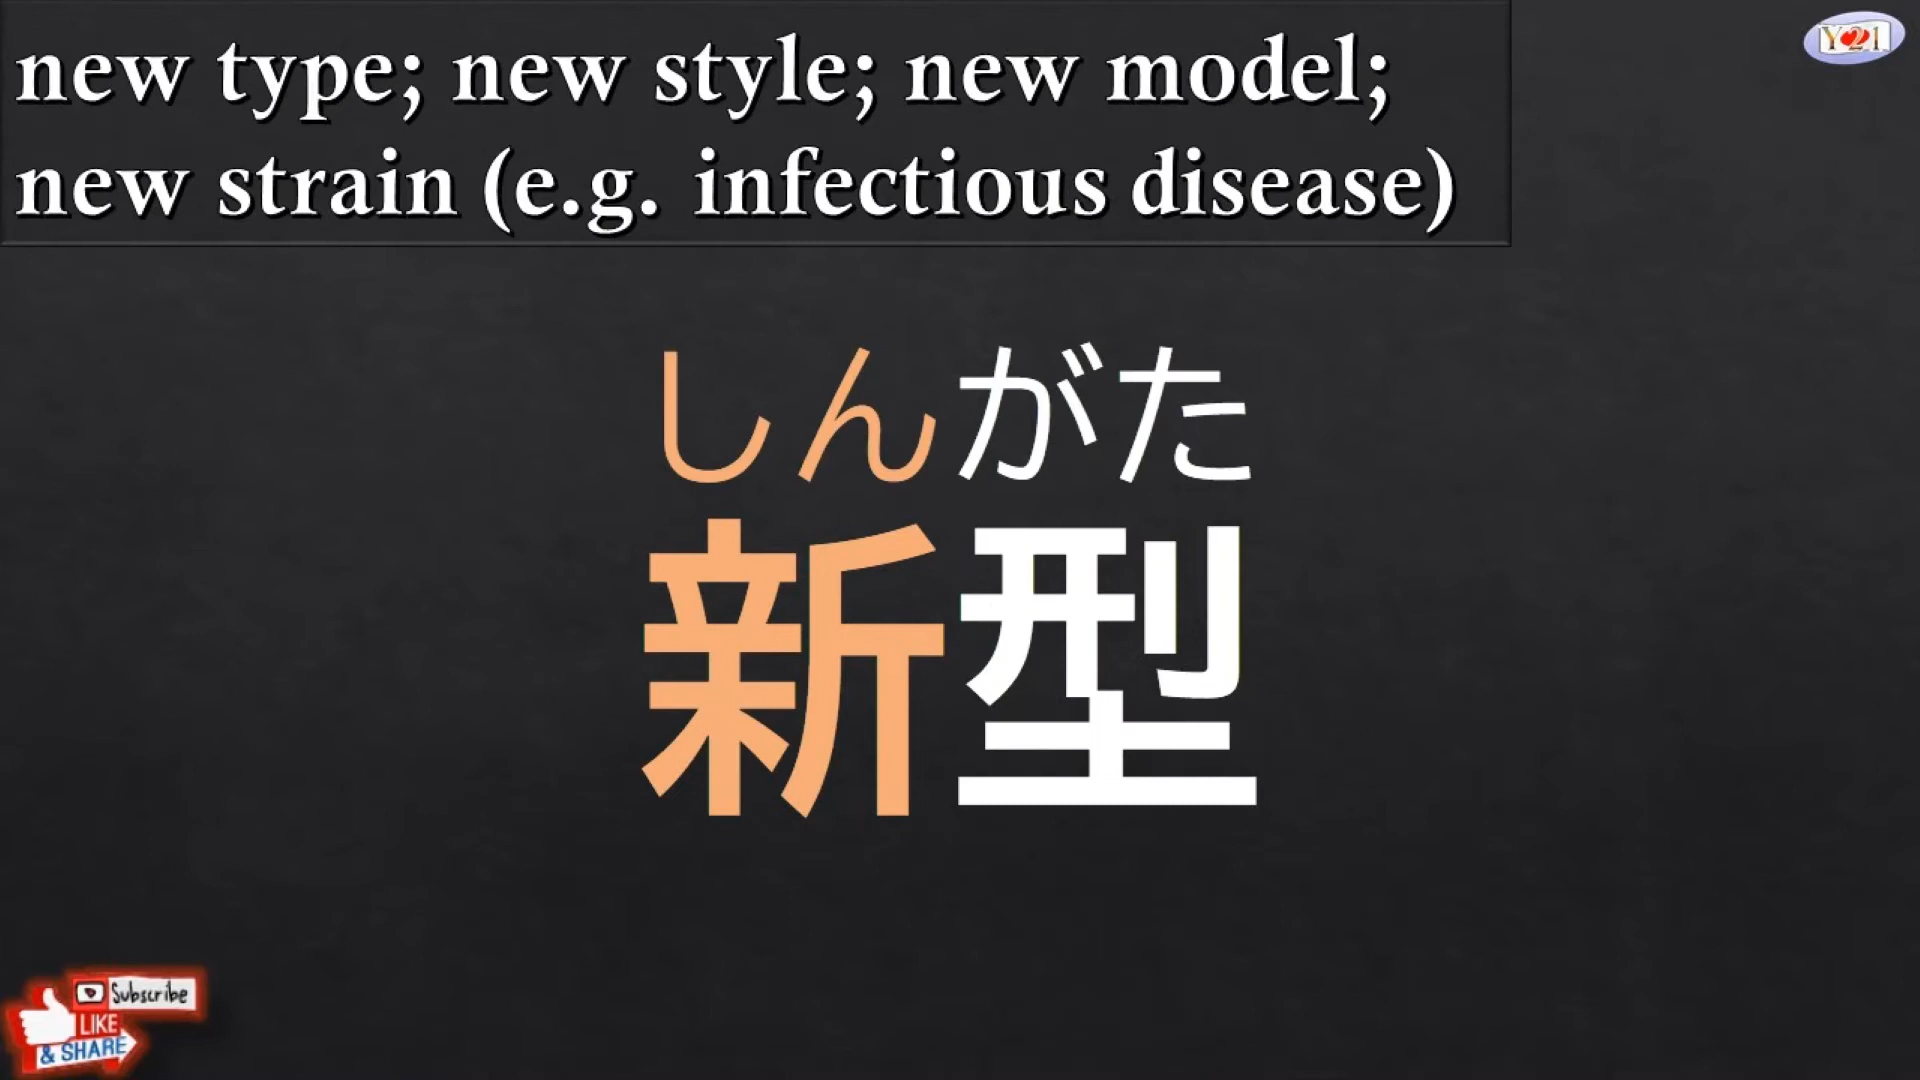 new type; new style; new model;
new strain (e.g. infectious disease)
Y21
しんがた
新型
Subscribe
LIKE
& SHARE